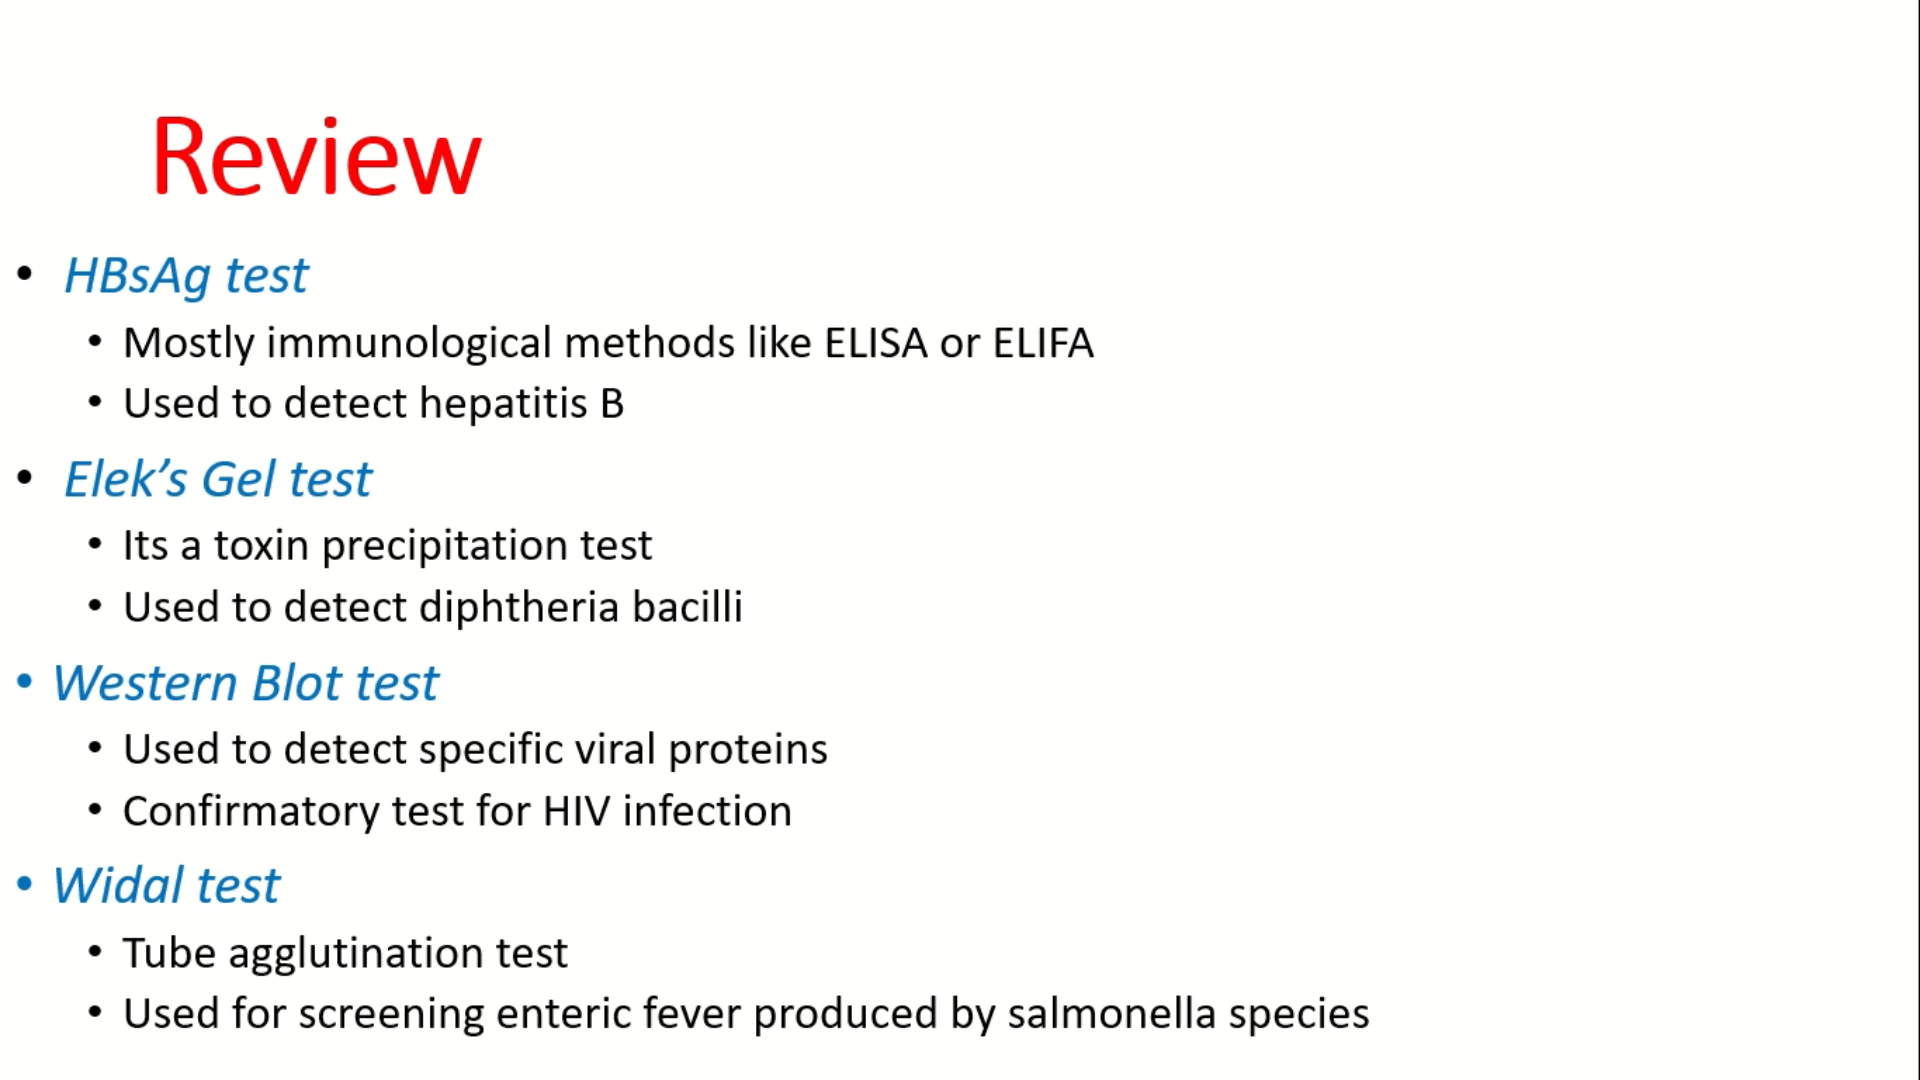 Review
• HBsAg test
• Mostly immunological methods like ELISA or ELIFA
• Used to detect hepatitis B
• Elek’s Gel test
• Its a toxin precipitation test
• Used to detect diphtheria bacilli
• Western Blot test
• Used to detect specific viral proteins
• Confirmatory test for HIV infection
• Widal test
• Tube agglutination test
• Used for screening enteric fever produced by salmonella species